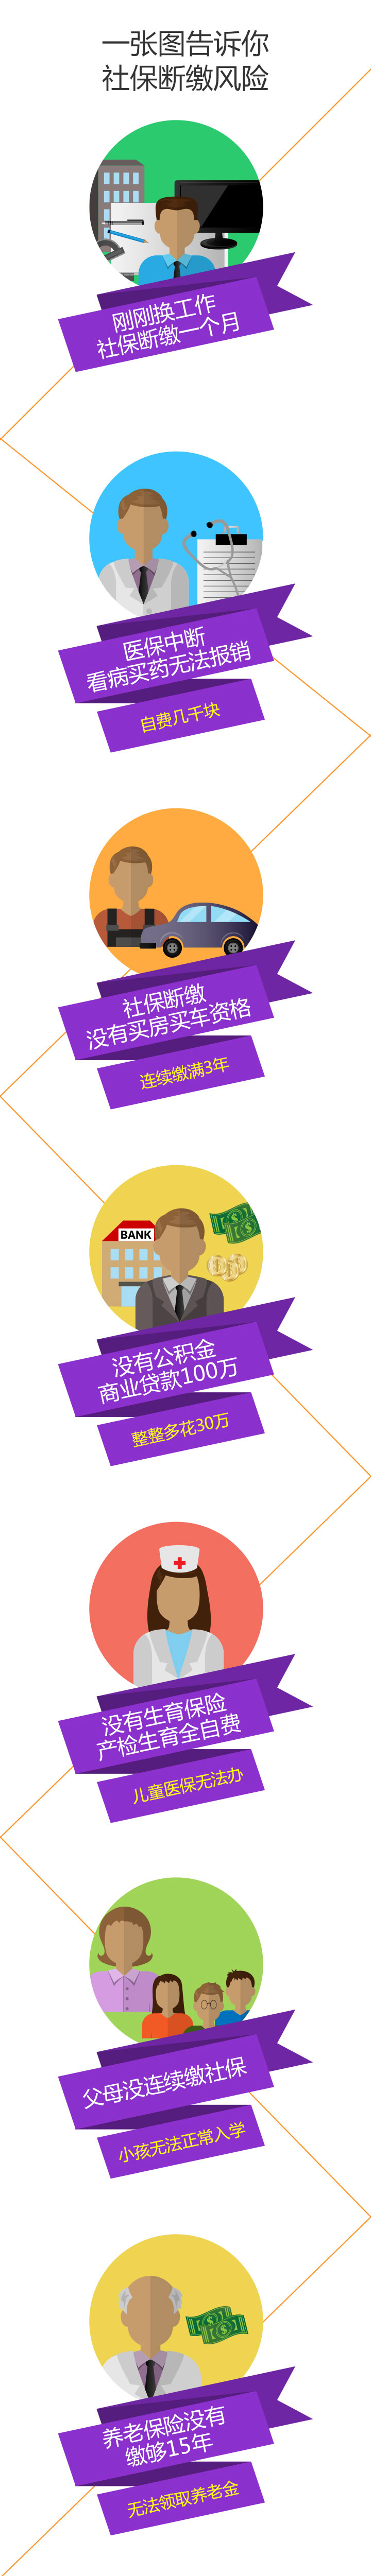 一张图告诉你
社保断缴风险
刚刚换工作
社保断缴一个月
医保中断
看病买药无法报销
自费几千块
社保断缴
没有买房买车资格
连续缴满3年
BANK
没有公积金
商业贷款100万
整整多花30万
没有生育保险
产检生育全自费
儿童医保无法办
父母没连续缴社保
小孩无法正常入学
养老保险没有
缴够15年
无法领取养老金